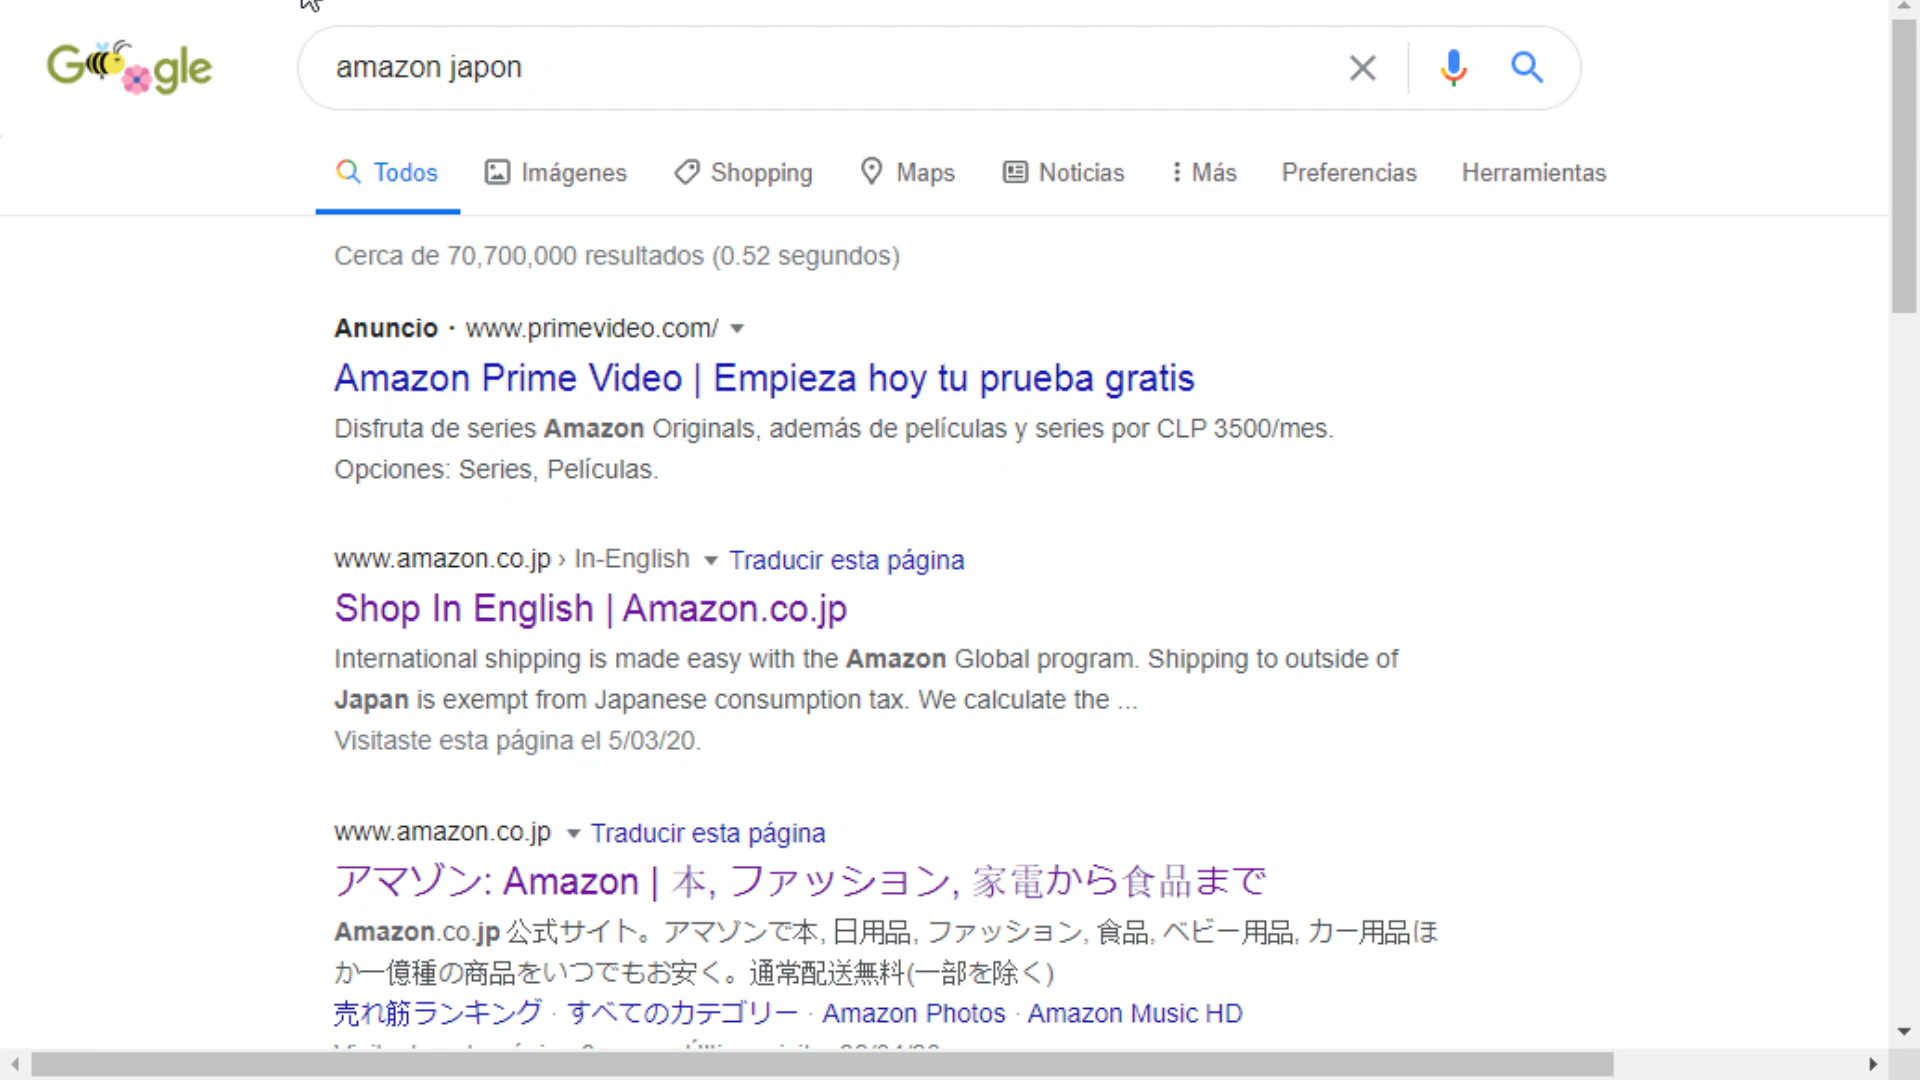 Google
amazon japon
Todos Imágenes Shopping Maps Noticias Más Preferencias Herramientas
Cerca de 70,700,000 resultados (0.52 segundos)
Anuncio · www.primevideo.com/
Amazon Prime Video | Empieza hoy tu prueba gratis
Disfruta de series Amazon Originals, además de películas y series por CLP 3500/mes.
Opciones: Series, Películas.
www.amazon.co.jp › In-English Traducir esta página
Shop In English | Amazon.co.jp
International shipping is made easy with the Amazon Global program. Shipping to outside of
Japan is exempt from Japanese consumption tax. We calculate the ...
Visitaste esta página el 5/03/20.
www.amazon.co.jp Traducir esta página
アマゾン: Amazon | 本, ファッション, 家電から食品まで
Amazon.co.jp 公式サイト。アマゾンで本, 日用品, ファッション, 食品, ベビー用品, カー用品ほ
か一億種の商品をいつでもお安く。通常配送無料(一部を除く)
売れ筋ランキング · すべてのカテゴリー · Amazon Photos · Amazon Music HD